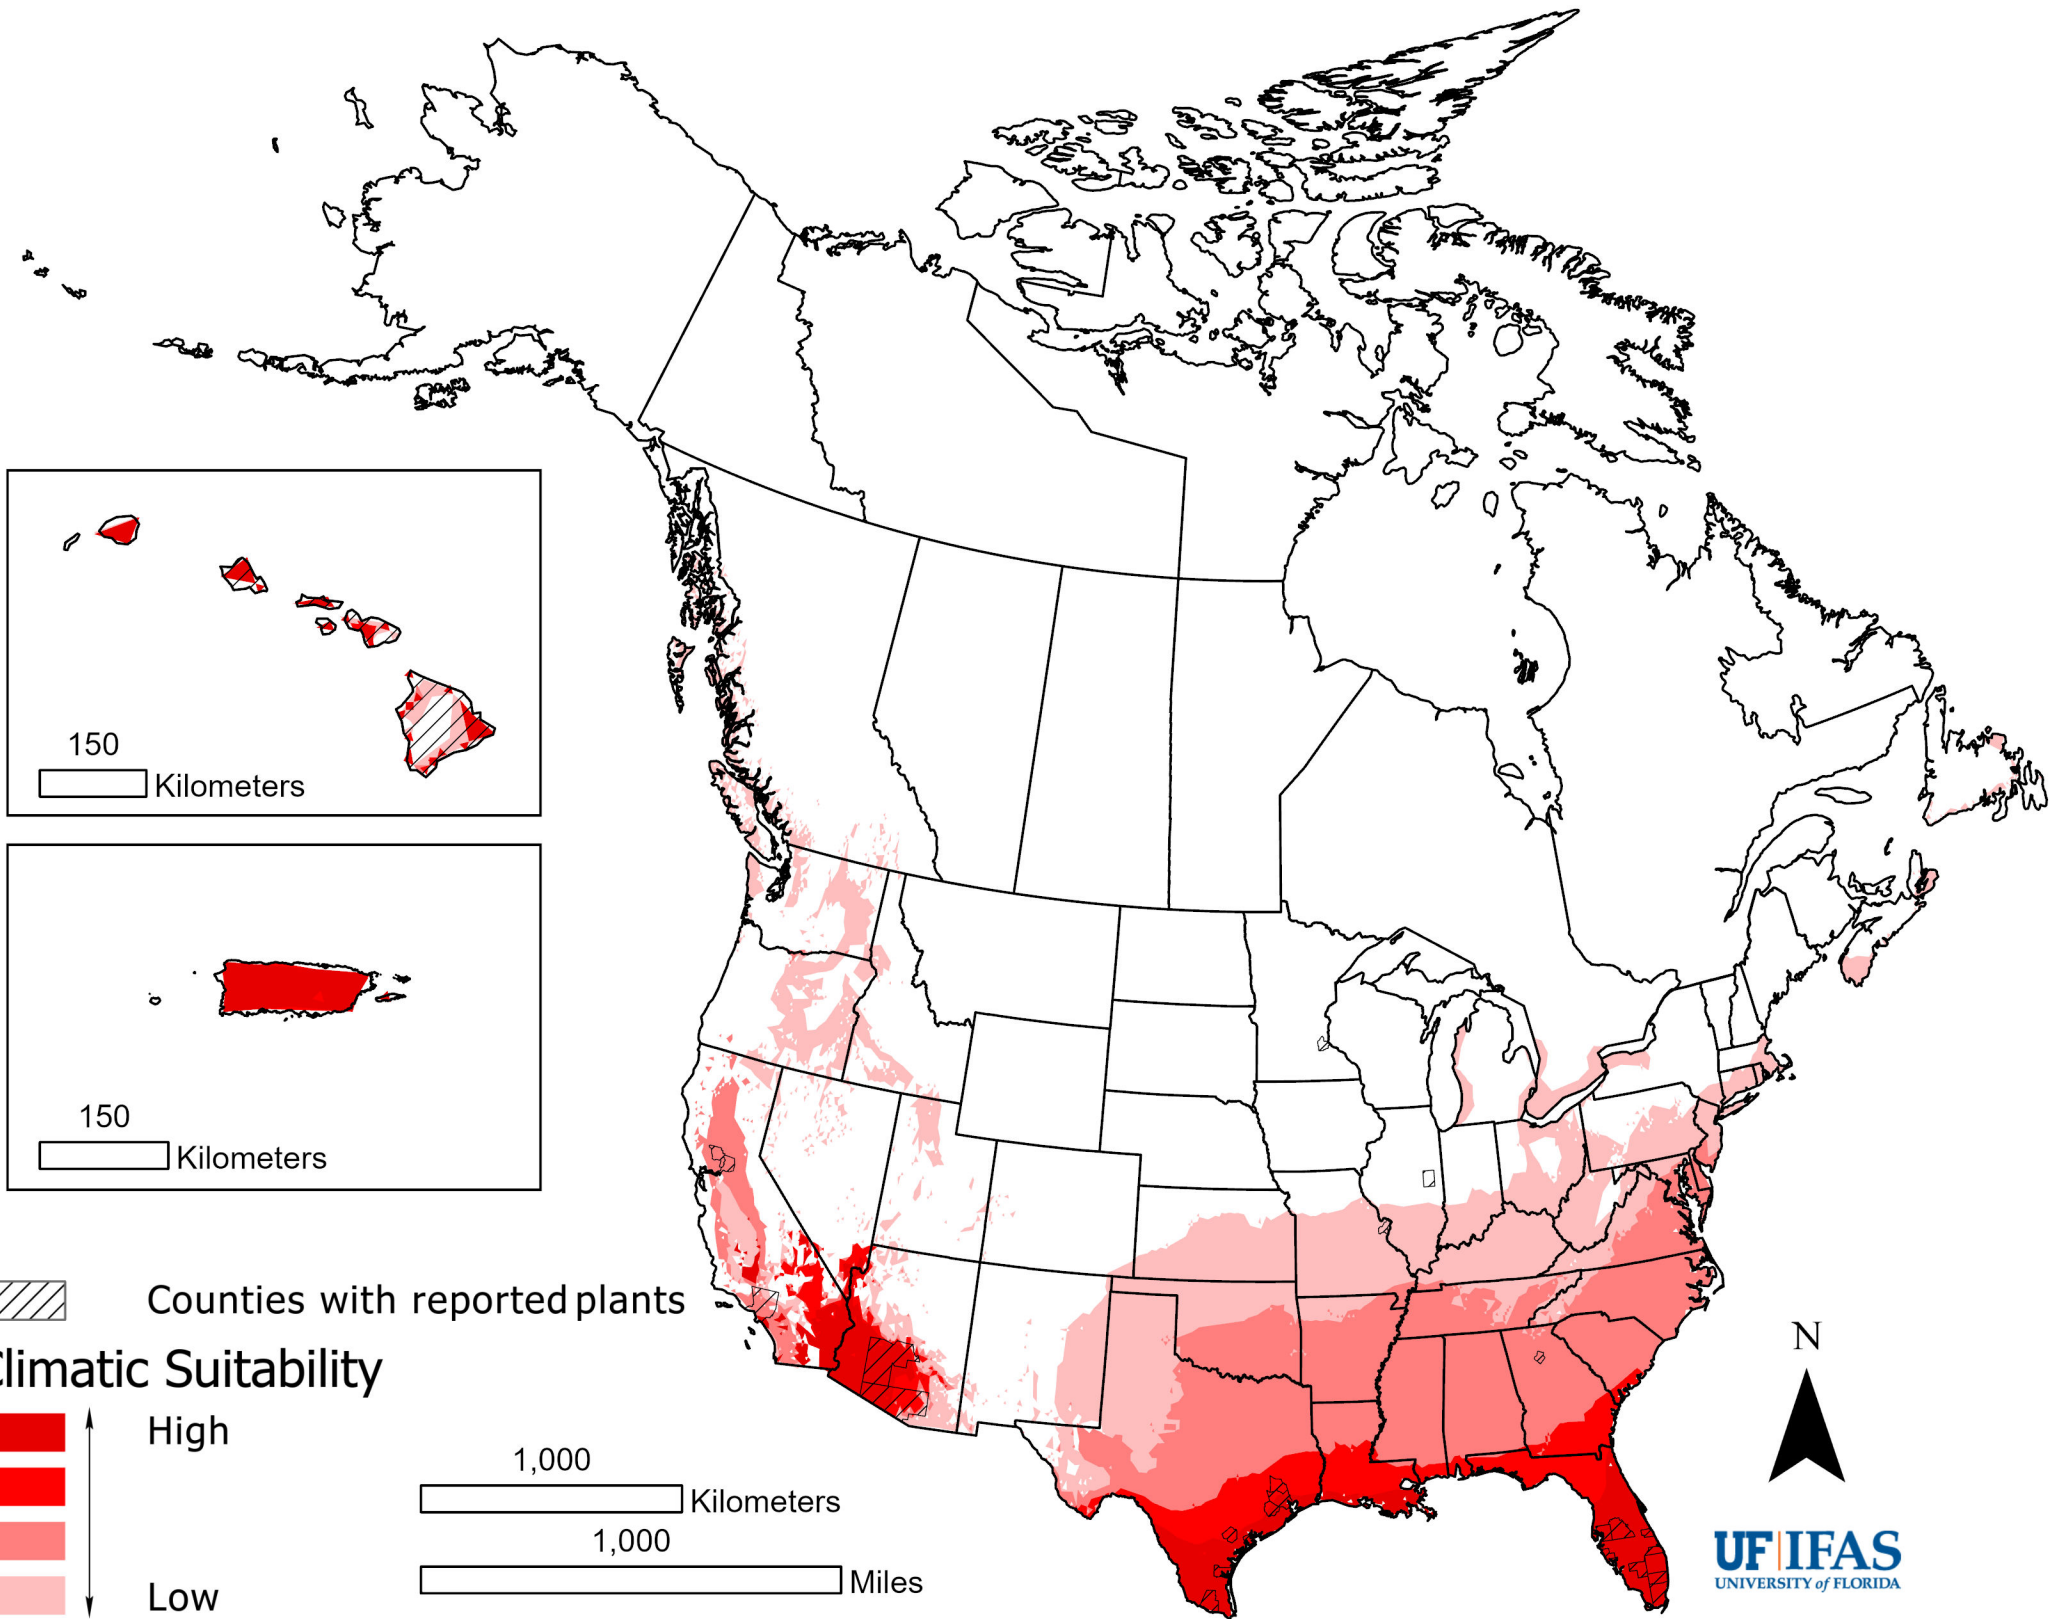 150
Kilometers
150
Kilometers
Counties with reported plants
limatic Suitability
High
Low
1,000
Kilometers
1,000
Miles
N
UF|IFAS
UNIVERSITY of FLORIDA